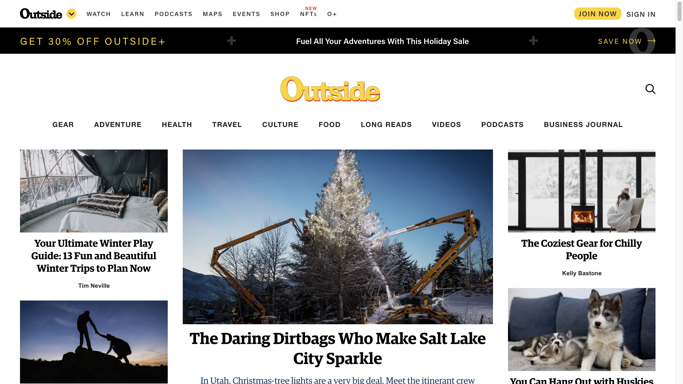 Outside
WATCH LEARN PODCASTS MAPS EVENTS SHOP NEW NFTs O+
JOIN NOW SIGN IN
GET 30% OFF OUTSIDE+
Fuel All Your Adventures With This Holiday Sale
SAVE NOW
Outside
GEAR ADVENTURE HEALTH TRAVEL CULTURE FOOD LONG READS VIDEOS PODCASTS BUSINESS JOURNAL
Your Ultimate Winter Play
Guide: 13 Fun and Beautiful
Winter Trips to Plan Now
Tim Neville
The Daring Dirtbags Who Make Salt Lake
City Sparkle
In Utah, Christmas-tree lights are a very big deal. Meet the itinerant crew
The Coziest Gear for Chilly
People
Kelly Bastone
You Can Hang Out with Huskies